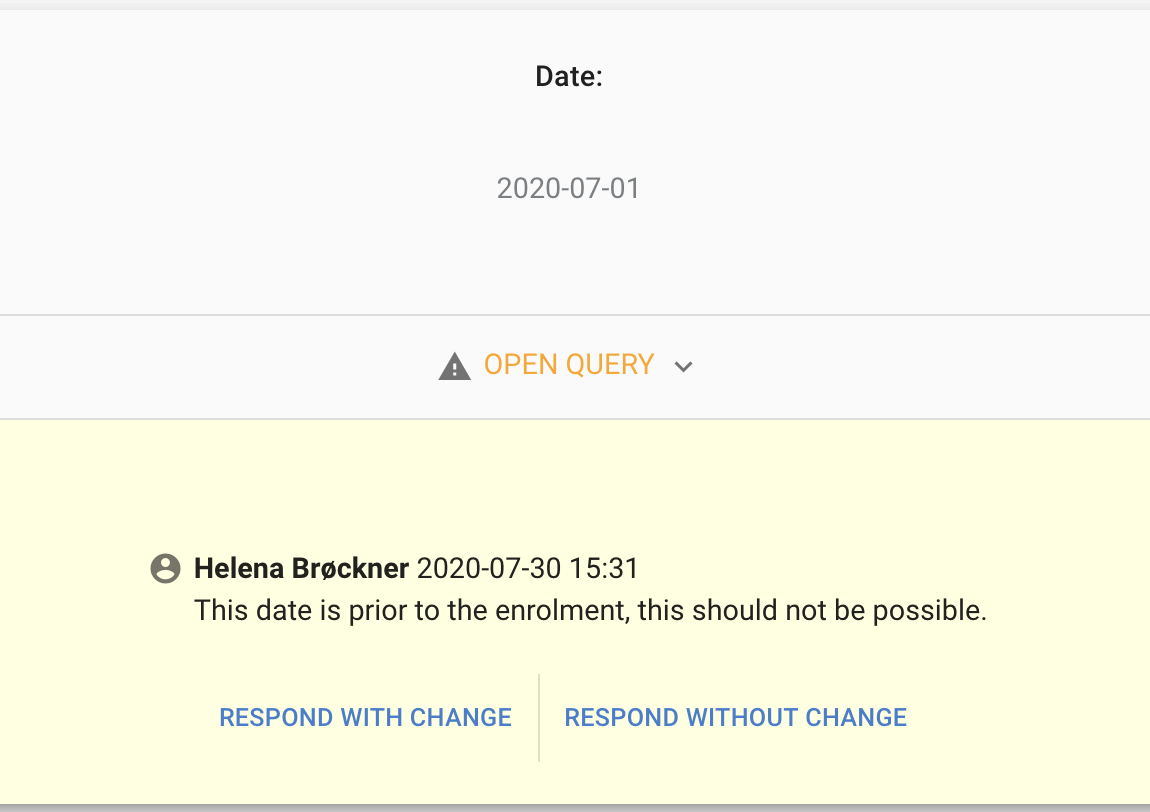 Date:
2020-07-01
OPEN QUERY
Helena Brøckner 2020-07-30 15:31
This date is prior to the enrolment, this should not be possible.
RESPOND WITH CHANGE
RESPOND WITHOUT CHANGE